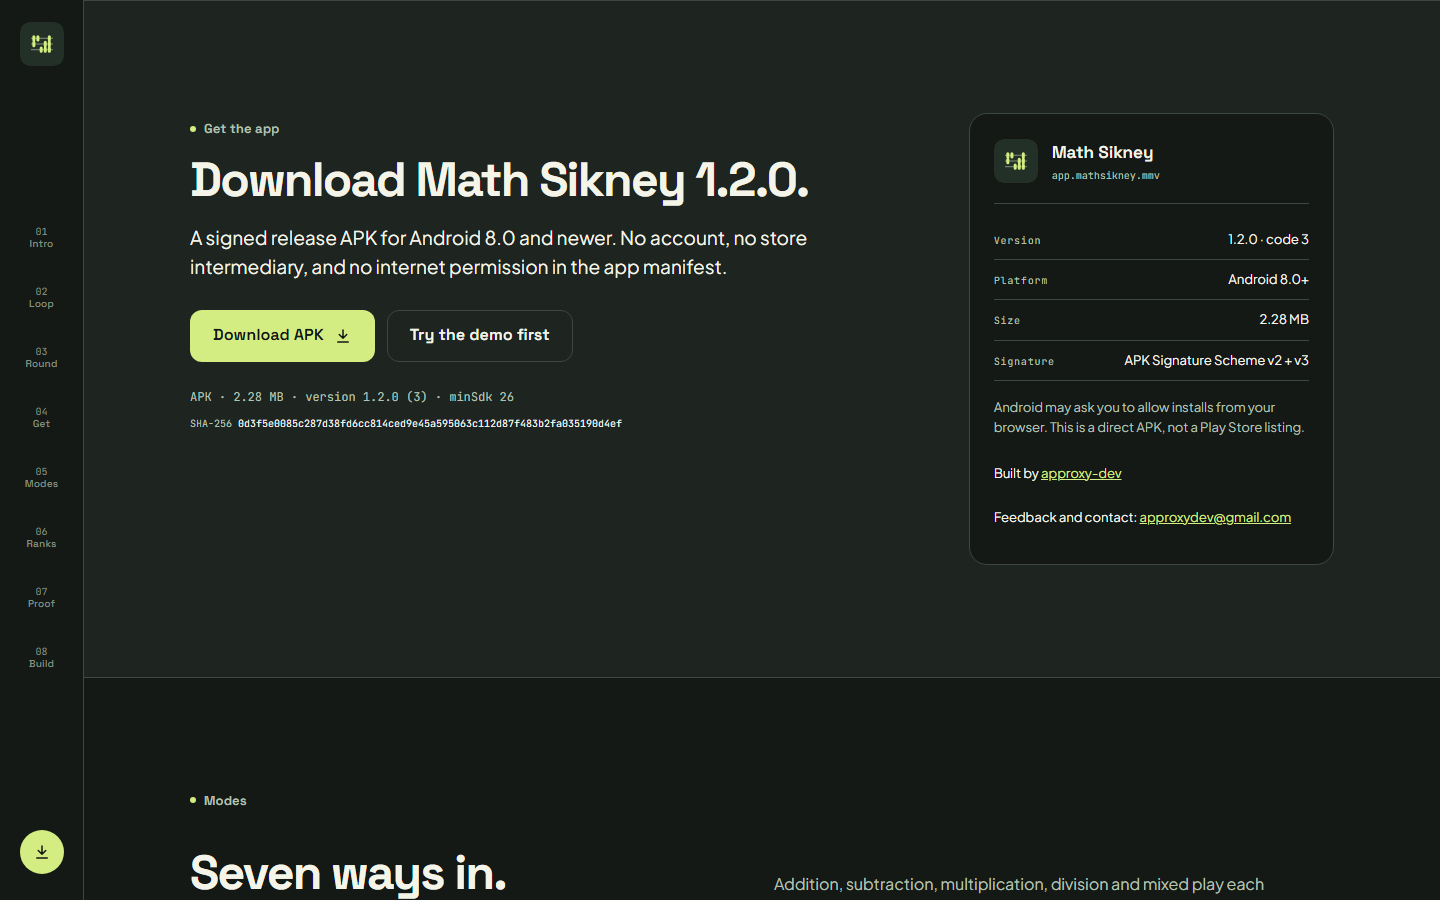 01
Intro
02
Loop
03
Round
04
Get
05
Modes
06
Ranks
07
Proof
08
Build
Get the app
Download Math Sikney 1.2.0.
A signed release APK for Android 8.0 and newer. No account, no store
intermediary, and no internet permission in the app manifest.
Download APK
Try the demo first
APK · 2.28 MB · version 1.2.0 (3) · minSdk 26
SHA-256 0d3f5e0085c287d38fd6cc814ced9e45a595063c112d87f483b2fa035190d4ef
Math Sikney
app.mathsikney.mmv
Version 1.2.0 · code 3
Platform Android 8.0+
Size 2.28 MB
Signature APK Signature Scheme v2 + v3
Android may ask you to allow installs from your
browser. This is a direct APK, not a Play Store listing.
Built by approxy-dev
Feedback and contact: approxydev@gmail.com
Modes
Seven ways in.
Addition, subtraction, multiplication, division and mixed play each